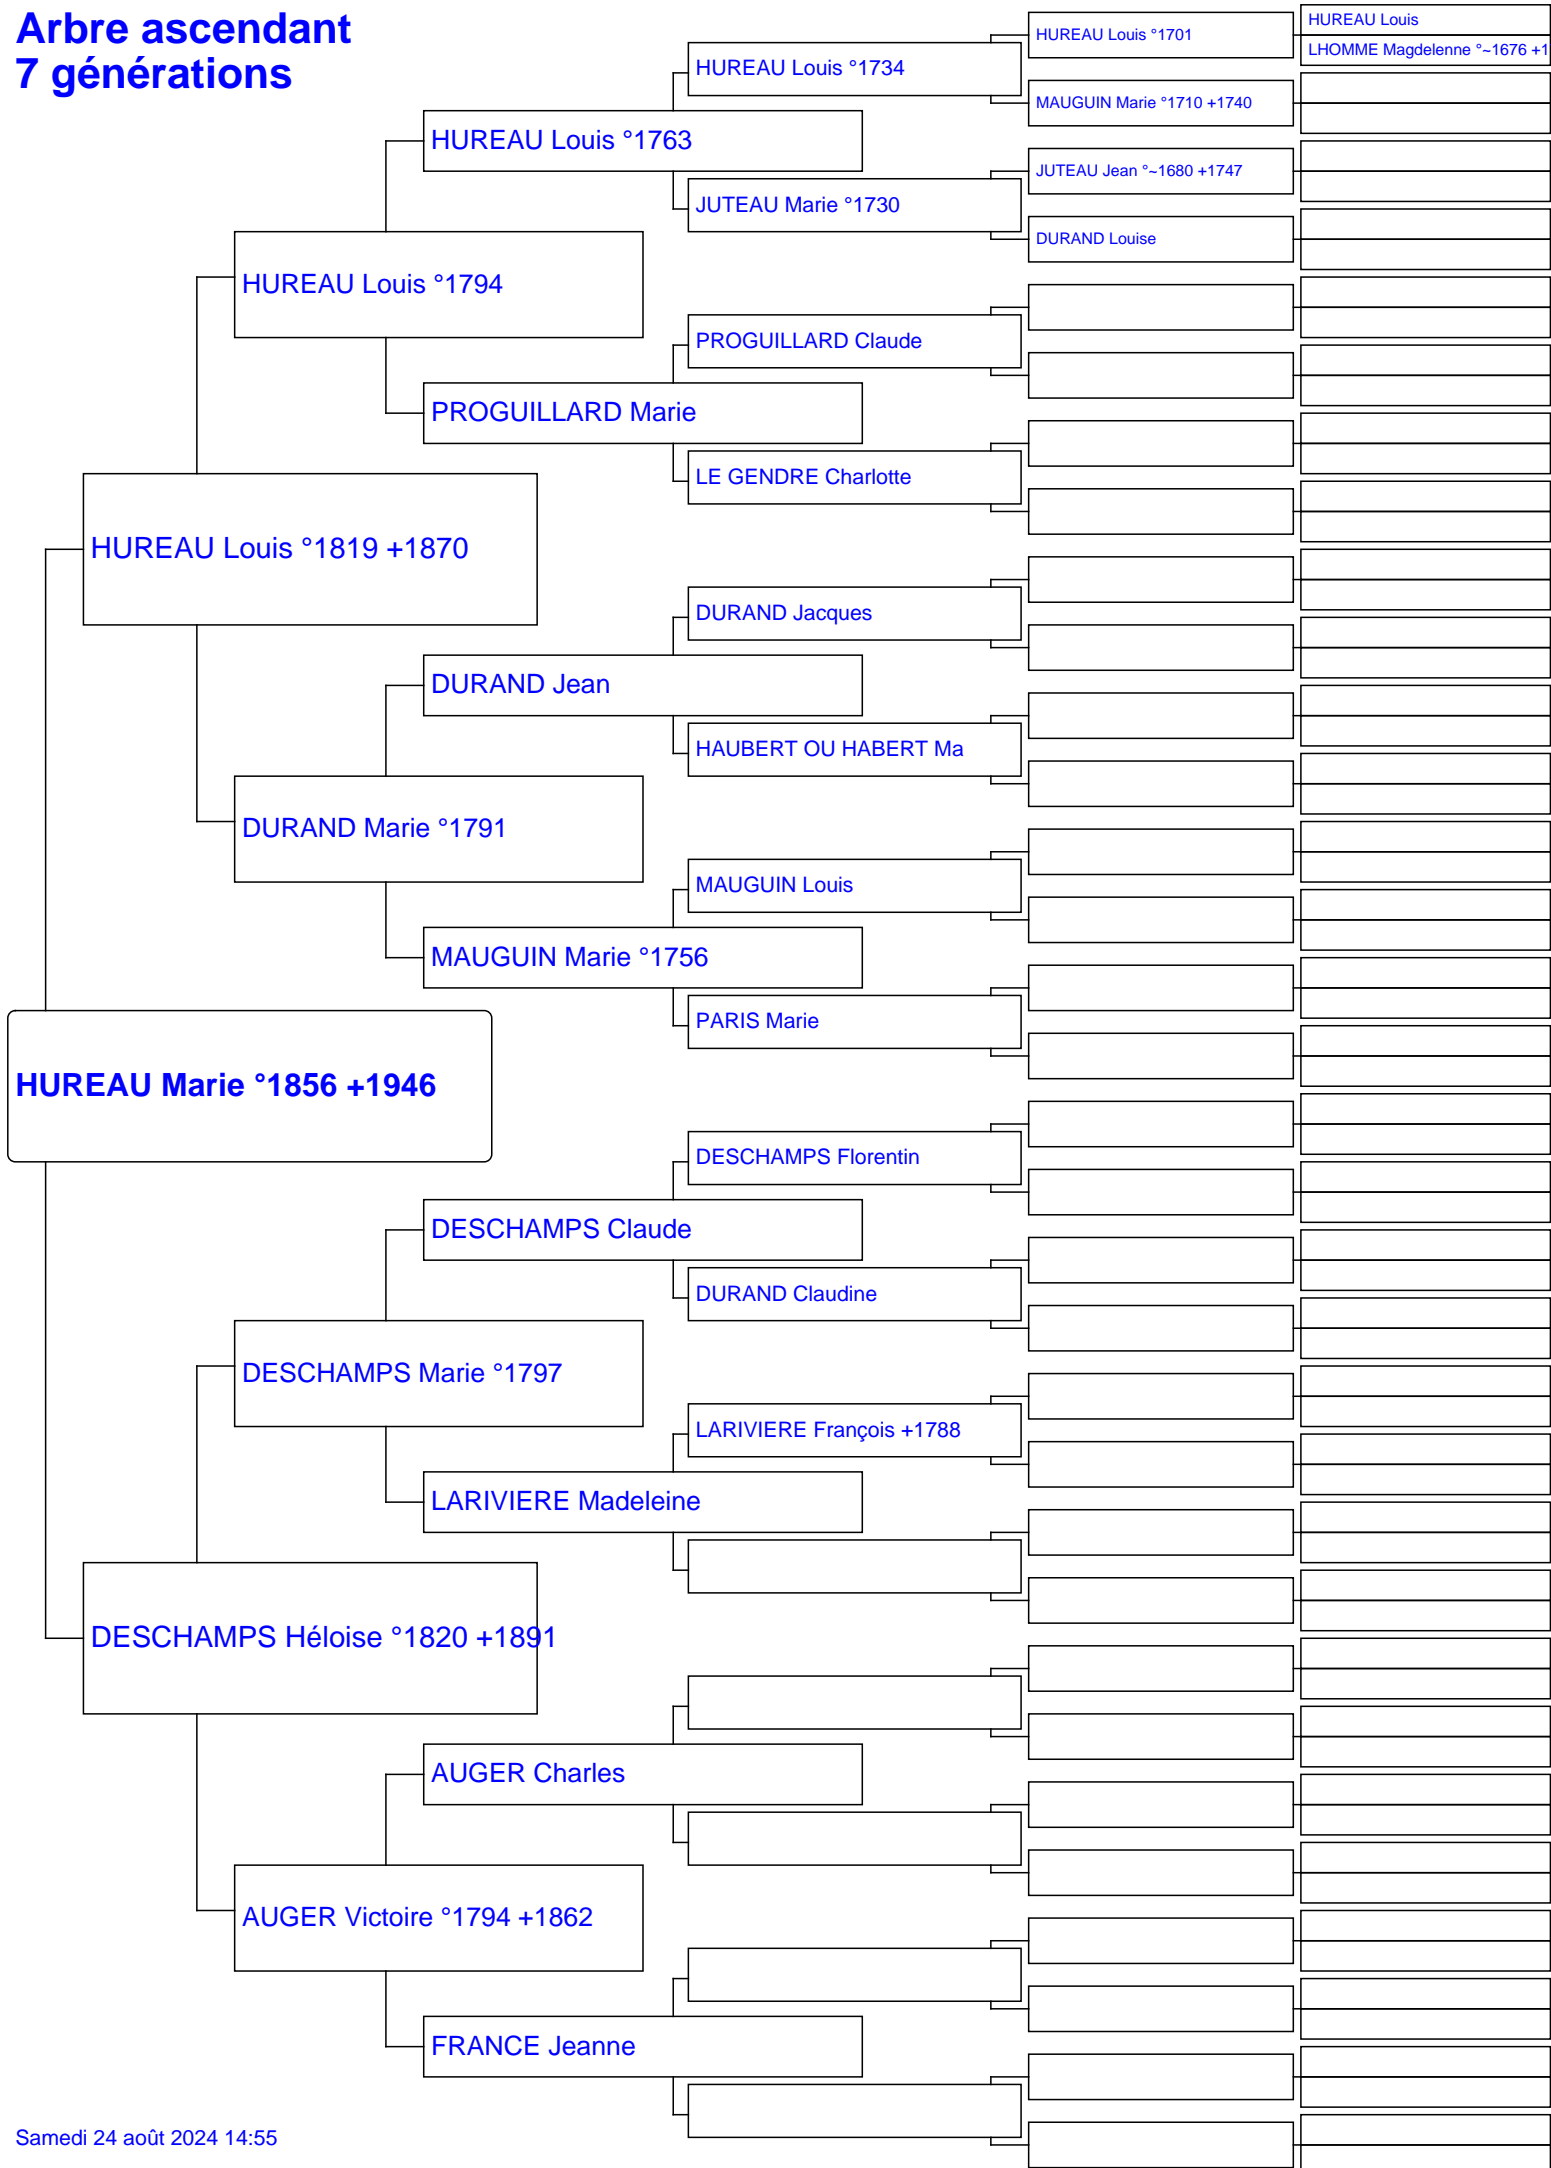 Arbre ascendant
7 générations
HUREAU Louis
HUREAU Louis °1701
LHOMME Magdelenne °~1676 +1
HUREAU Louis °1734
MAUGUIN Marie °1710 +1740
HUREAU Louis °1763
JUTEAU Jean °~1680 +1747
JUTEAU Marie °1730
DURAND Louise
HUREAU Louis °1794
PROGUILLARD Claude
PROGUILLARD Marie
LE GENDRE Charlotte
HUREAU Louis °1819 +1870
DURAND Jacques
DURAND Jean
HAUBERT OU HABERT Ma
DURAND Marie °1791
MAUGUIN Louis
MAUGUIN Marie °1756
PARIS Marie
HUREAU Marie °1856 +1946
DESCHAMPS Florentin
DESCHAMPS Claude
DURAND Claudine
DESCHAMPS Marie °1797
LARIVIERE François +1788
LARIVIERE Madeleine
DESCHAMPS Héloise °1820 +1891
AUGER Charles
AUGER Victoire °1794 +1862
FRANCE Jeanne
Samedi 24 août 2024 14:55